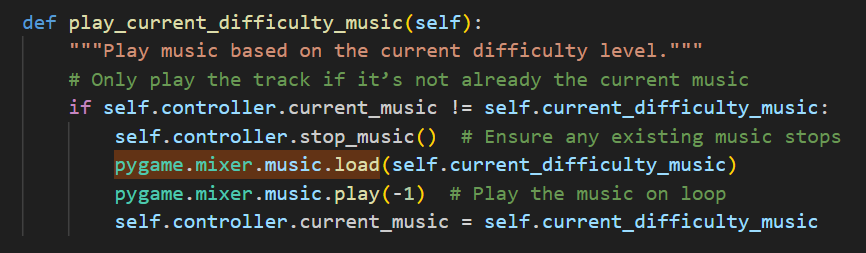 def play_current_difficulty_music(self):
    """Play music based on the current difficulty level."""
    # Only play the track if it’s not already the current music
    if self.controller.current_music != self.current_difficulty_music:
        self.controller.stop_music()  # Ensure any existing music stops
        pygame.mixer.music.load(self.current_difficulty_music)
        pygame.mixer.music.play(-1)  # Play the music on loop
        self.controller.current_music = self.current_difficulty_music